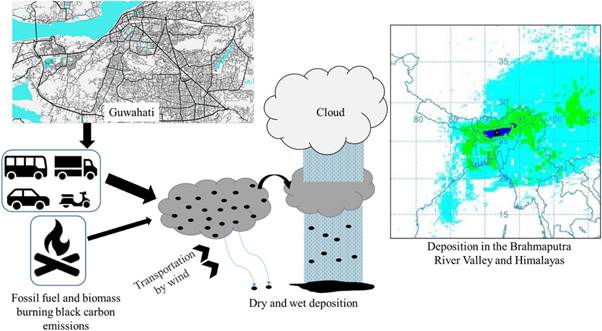 Guwahati
Cloud
Transportation
by wind
Fossil fuel and biomass
burning black carbon
emissions
Dry and wet deposition
35
80
85
15
Deposition in the Brahmaputra
River Valley and Himalayas